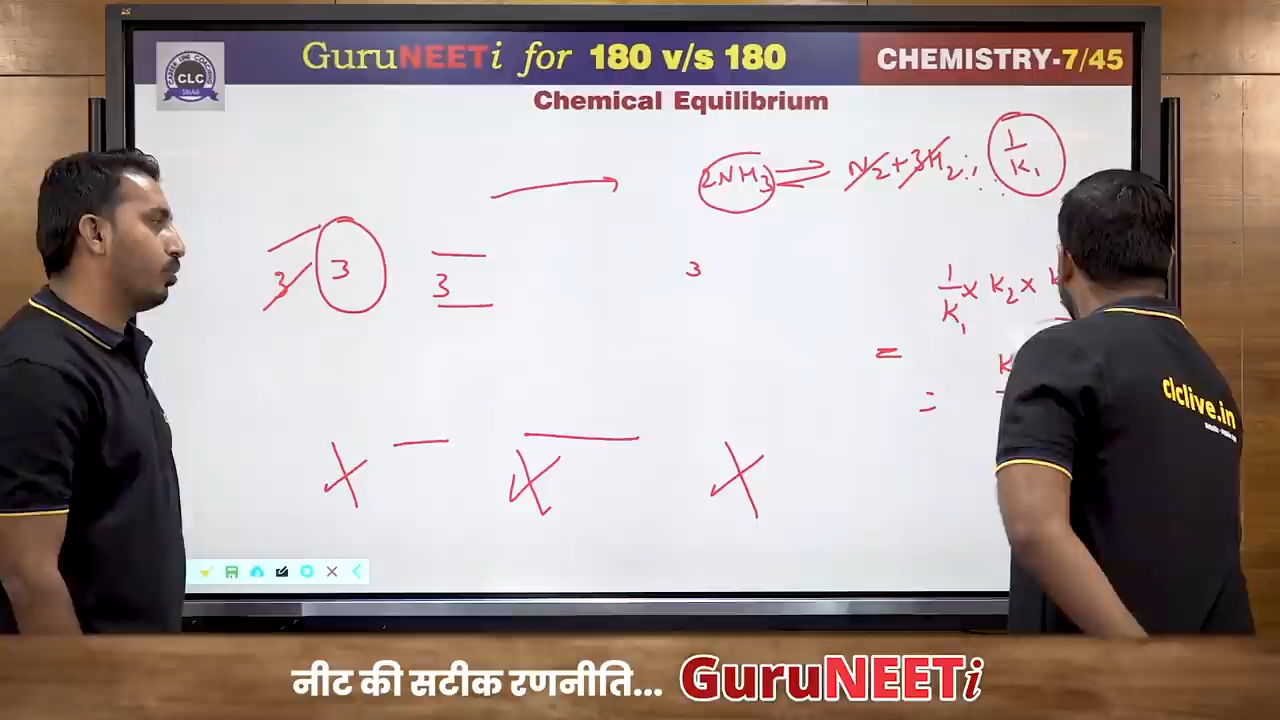 GuruNEETi for 180 v/s 180
CHEMISTRY-7/45
CLC
Chemical Equilibrium
2NH₃ ⇌ N₂ + 3H₂ ; 1/K₁
3 3 3
3
1/K₁ × K₂ ×
=
=
clclive.in
नीट की सटीक रणनीति... GuruNEETi